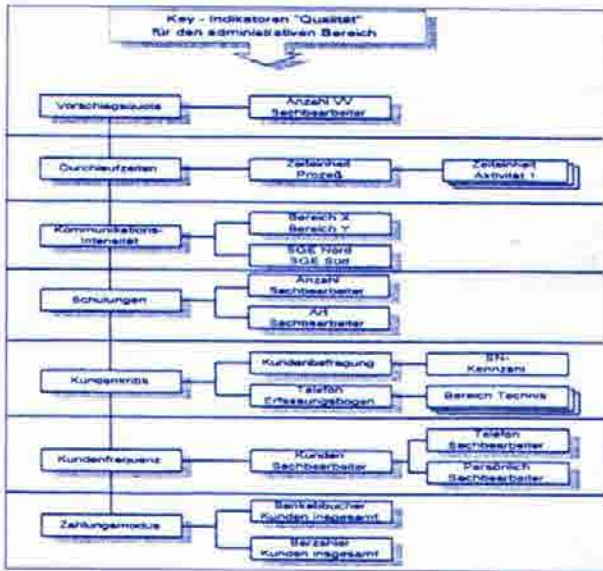 Key - Indikatoren "Qualität"
für den administrativen Bereich
Vorschlagsquote
Anzahl VV
Sachbearbeiter
Durchlaufzeiten
Zeiteinheit
Prozeß
Zeiteinheit
Aktivität 1
Kommunikations-
Intensität
Bereich X
Bereich Y
SGE Nord
SGE Süd
Schulungen
Anzahl
Sachbearbeiter
Art
Sachbearbeiter
Kundenkritik
Kundenbefragung
SN-
Kennzahl
Telefon
Erfassungsbogen
Bereich Technik
Kundenfrequenz
Kunden
Sachbearbeiter
Telefon
Sachbearbeiter
Persönlich
Sachbearbeiter
Zahlungsmodus
Bankabbucher
Kunden insgesamt
Barzahler
Kunden insgesamt